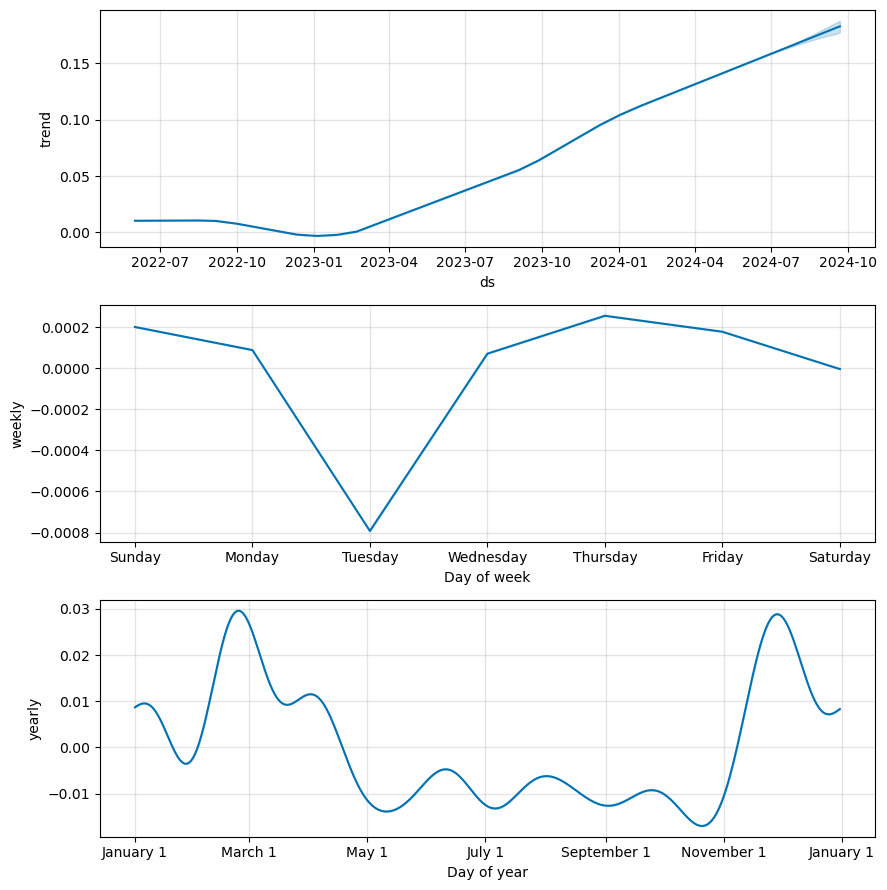 0.15
0.10
0.05
0.00
trend
2022-07 2022-10 2023-01 2023-04 2023-07 2023-10 2024-01 2024-04 2024-07 2024-10
ds
0.0002
0.0000
−0.0002
−0.0004
−0.0006
−0.0008
weekly
Sunday Monday Tuesday Wednesday Thursday Friday Saturday
Day of week
0.03
0.01
0.00
−0.01
yearly
January 1 March 1 May 1 July 1 September 1 November 1 January 1
Day of year